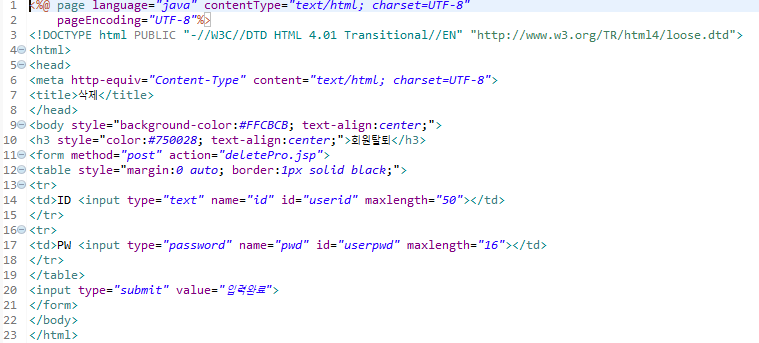 1 <%@ page language="java" contentType="text/html; charset=UTF-8"
2 pageEncoding="UTF-8"%>
3 <!DOCTYPE html PUBLIC "-//W3C//DTD HTML 4.01 Transitional//EN" "http://www.w3.org/TR/html4/loose.dtd">
4 <html>
5 <head>
6 <meta http-equiv="Content-Type" content="text/html; charset=UTF-8">
7 <title>삭제</title>
8 </head>
9 <body style="background-color:#FFCBCB; text-align:center;">
10 <h3 style="color:#750028; text-align:center;">회원탈퇴</h3>
11 <form method="post" action="deletePro.jsp">
12 <table style="margin:0 auto; border:1px solid black;">
13 <tr>
14 <td>ID <input type="text" name="id" id="userid" maxlength="50"></td>
15 </tr>
16 <tr>
17 <td>PW <input type="password" name="pwd" id="userpwd" maxlength="16"></td>
18 </tr>
19 </table>
20 <input type="submit" value="입력완료">
21 </form>
22 </body>
23 </html>